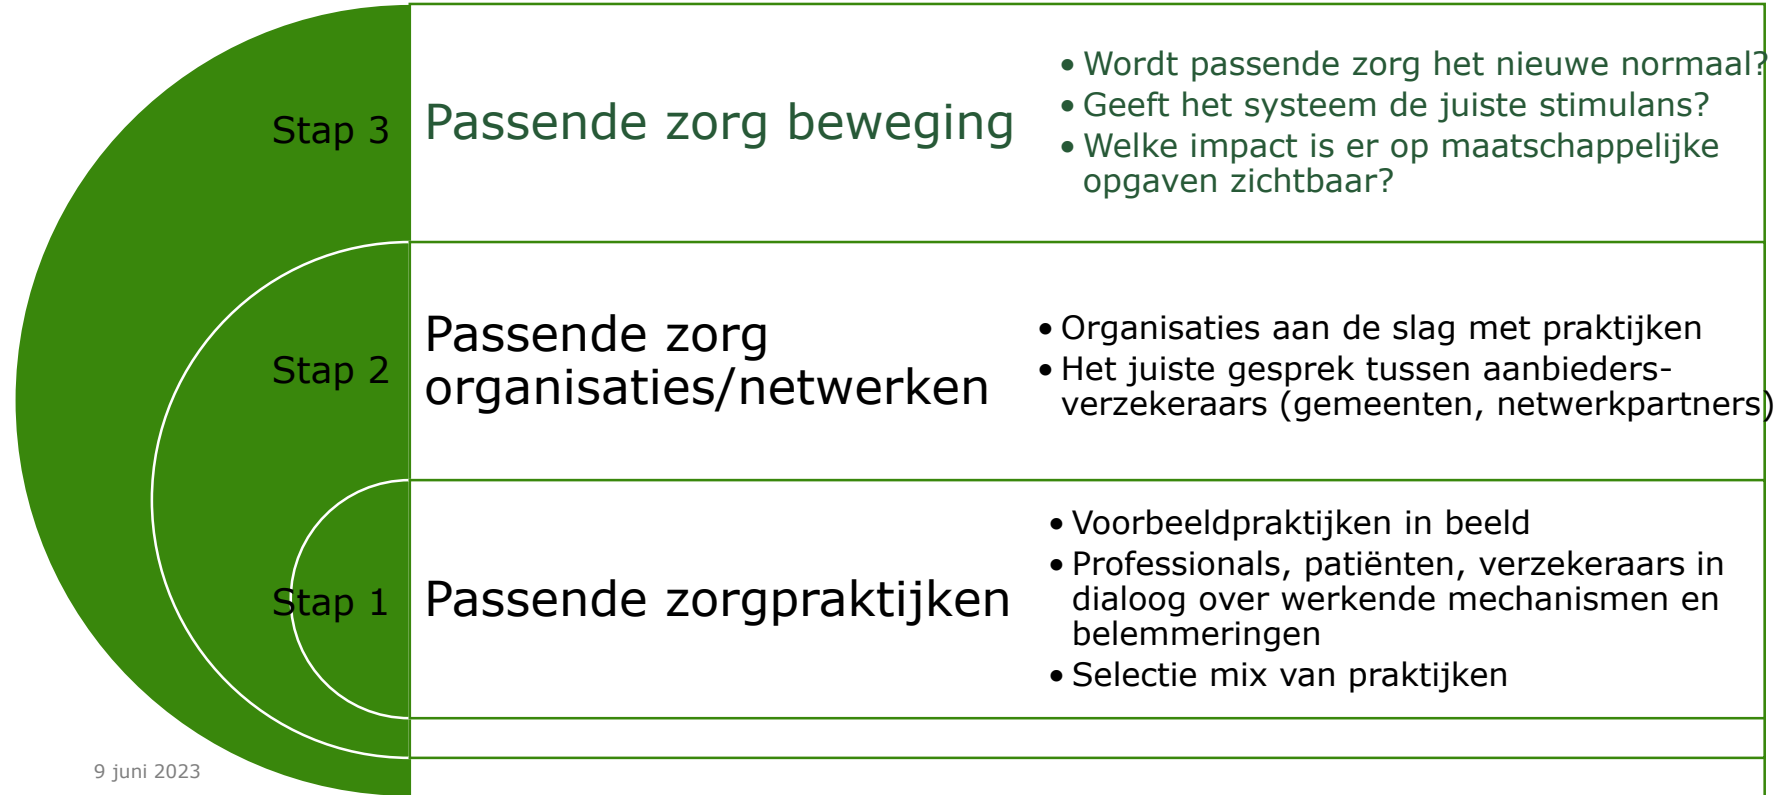 Stap 3
Passende zorg beweging
• Wordt passende zorg het nieuwe normaal?
• Geeft het systeem de juiste stimulans?
• Welke impact is er op maatschappelijke
opgaven zichtbaar?
Stap 2
Passende zorg
organisaties/netwerken
• Organisaties aan de slag met praktijken
• Het juiste gesprek tussen aanbieders-
verzekeraars (gemeenten, netwerkpartners)
Stap 1
Passende zorgpraktijken
• Voorbeeldpraktijken in beeld
• Professionals, patiënten, verzekeraars in
dialoog over werkende mechanismen en
belemmeringen
• Selectie mix van praktijken
9 juni 2023